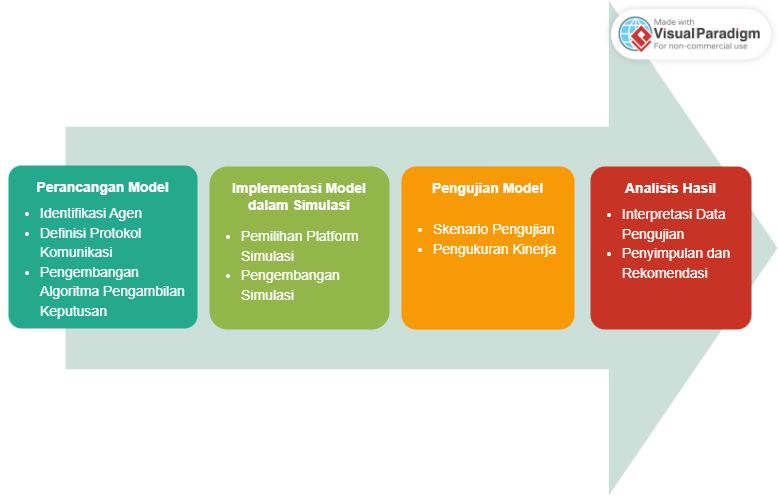 Made with
Visual Paradigm
For non-commercial use
Perancangan Model
• Identifikasi Agen
• Definisi Protokol
Komunikasi
• Pengembangan
Algoritma Pengambilan
Keputusan
Implementasi Model
dalam Simulasi
• Pemilihan Platform
Simulasi
• Pengembangan
Simulasi
Pengujian Model
• Skenario Pengujian
• Pengukuran Kinerja
Analisis Hasil
• Interpretasi Data
Pengujian
• Penyimpulan dan
Rekomendasi